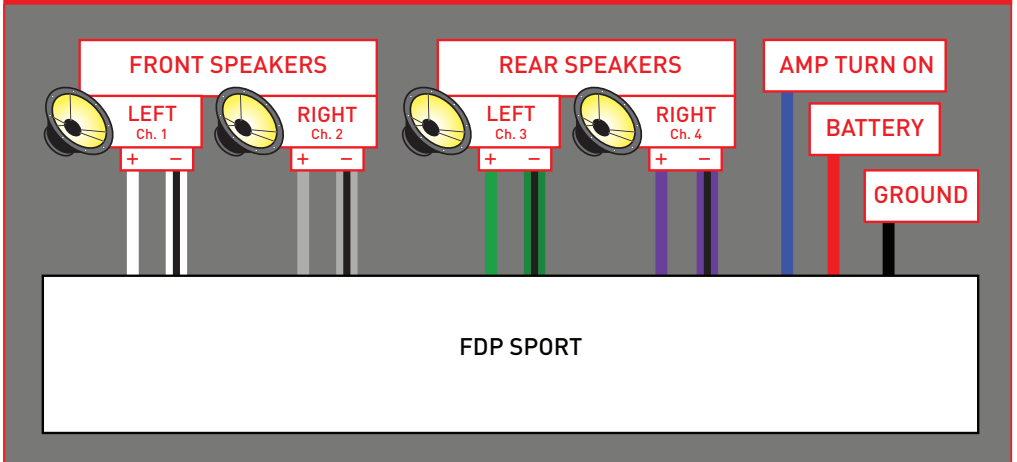 FRONT SPEAKERS
REAR SPEAKERS
AMP TURN ON
LEFT
Ch. 1
RIGHT
Ch. 2
LEFT
Ch. 3
RIGHT
Ch. 4
BATTERY
+ −
+ −
+ −
+ −
GROUND
FDP SPORT